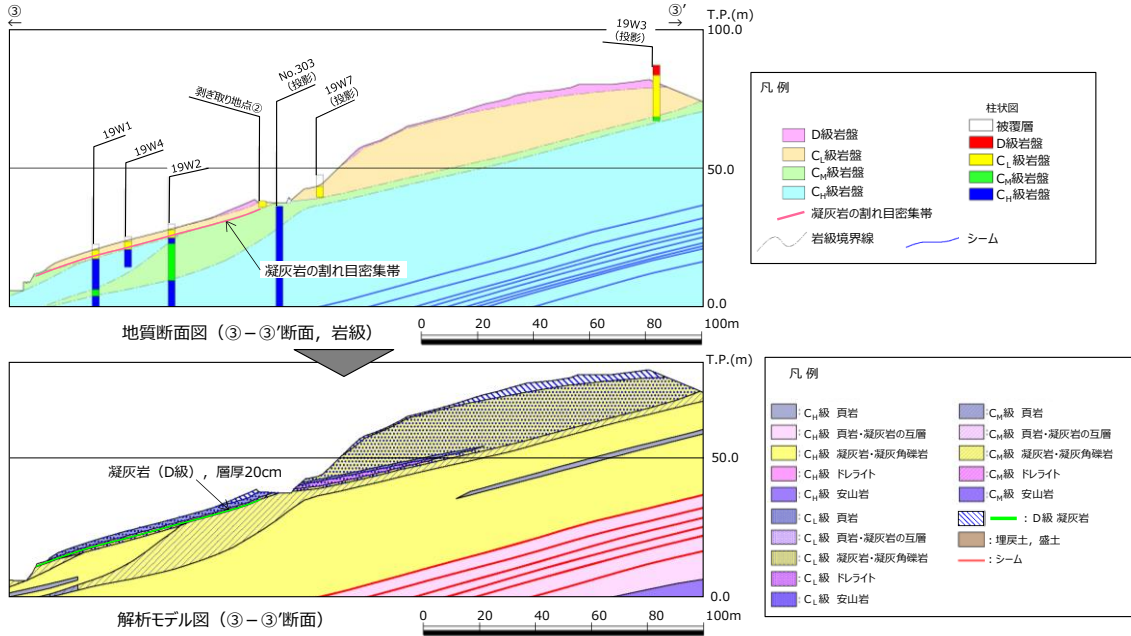 ③
③′
T.P.(m)
100.0
19W3
(投影)
No.303
(投影)
19W7
(投影)
剥ぎ取り地点②
19W1
19W4
19W2
50.0
凝灰岩の割れ目密集帯
0.0
地質断面図（③－③′断面，岩級）
0 20 40 60 80 100m
凡 例
柱状図
被覆層
D級岩盤
D級岩盤
CL級岩盤
CL級岩盤
CM級岩盤
CM級岩盤
CH級岩盤
CH級岩盤
凝灰岩の割れ目密集帯
岩級境界線
シーム
T.P.(m)
凝灰岩（D級），層厚20cm
50.0
0.0
解析モデル図（③－③′断面）
0 20 40 60 80 100m
凡 例
：CH級 頁岩
：CH級 頁岩・凝灰岩の互層
：CH級 凝灰岩・凝灰角礫岩
：CH級 ドレライト
：CH級 安山岩
：CL級 頁岩
：CL級 頁岩・凝灰岩の互層
：CL級 凝灰岩・凝灰角礫岩
：CL級 ドレライト
：CL級 安山岩
：CM級 頁岩
：CM級 頁岩・凝灰岩の互層
：CM級 凝灰岩・凝灰角礫岩
：CM級 ドレライト
：CM級 安山岩
：D級 凝灰岩
：埋戻土，盛土
：シーム